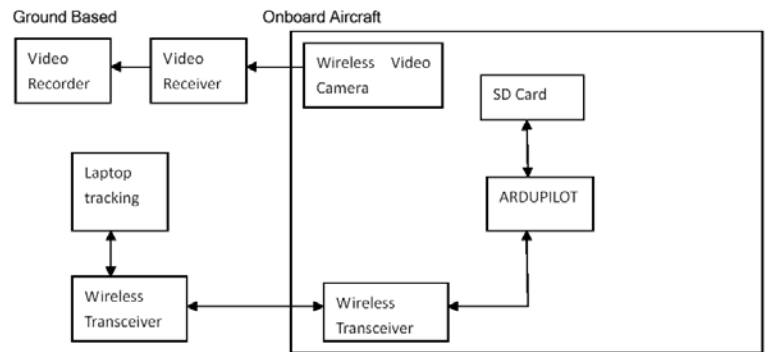 Ground Based
Onboard Aircraft
Video
Recorder
Video
Receiver
Wireless Video
Camera
SD Card
Laptop
tracking
ARDUPILOT
Wireless
Transceiver
Wireless
Transceiver